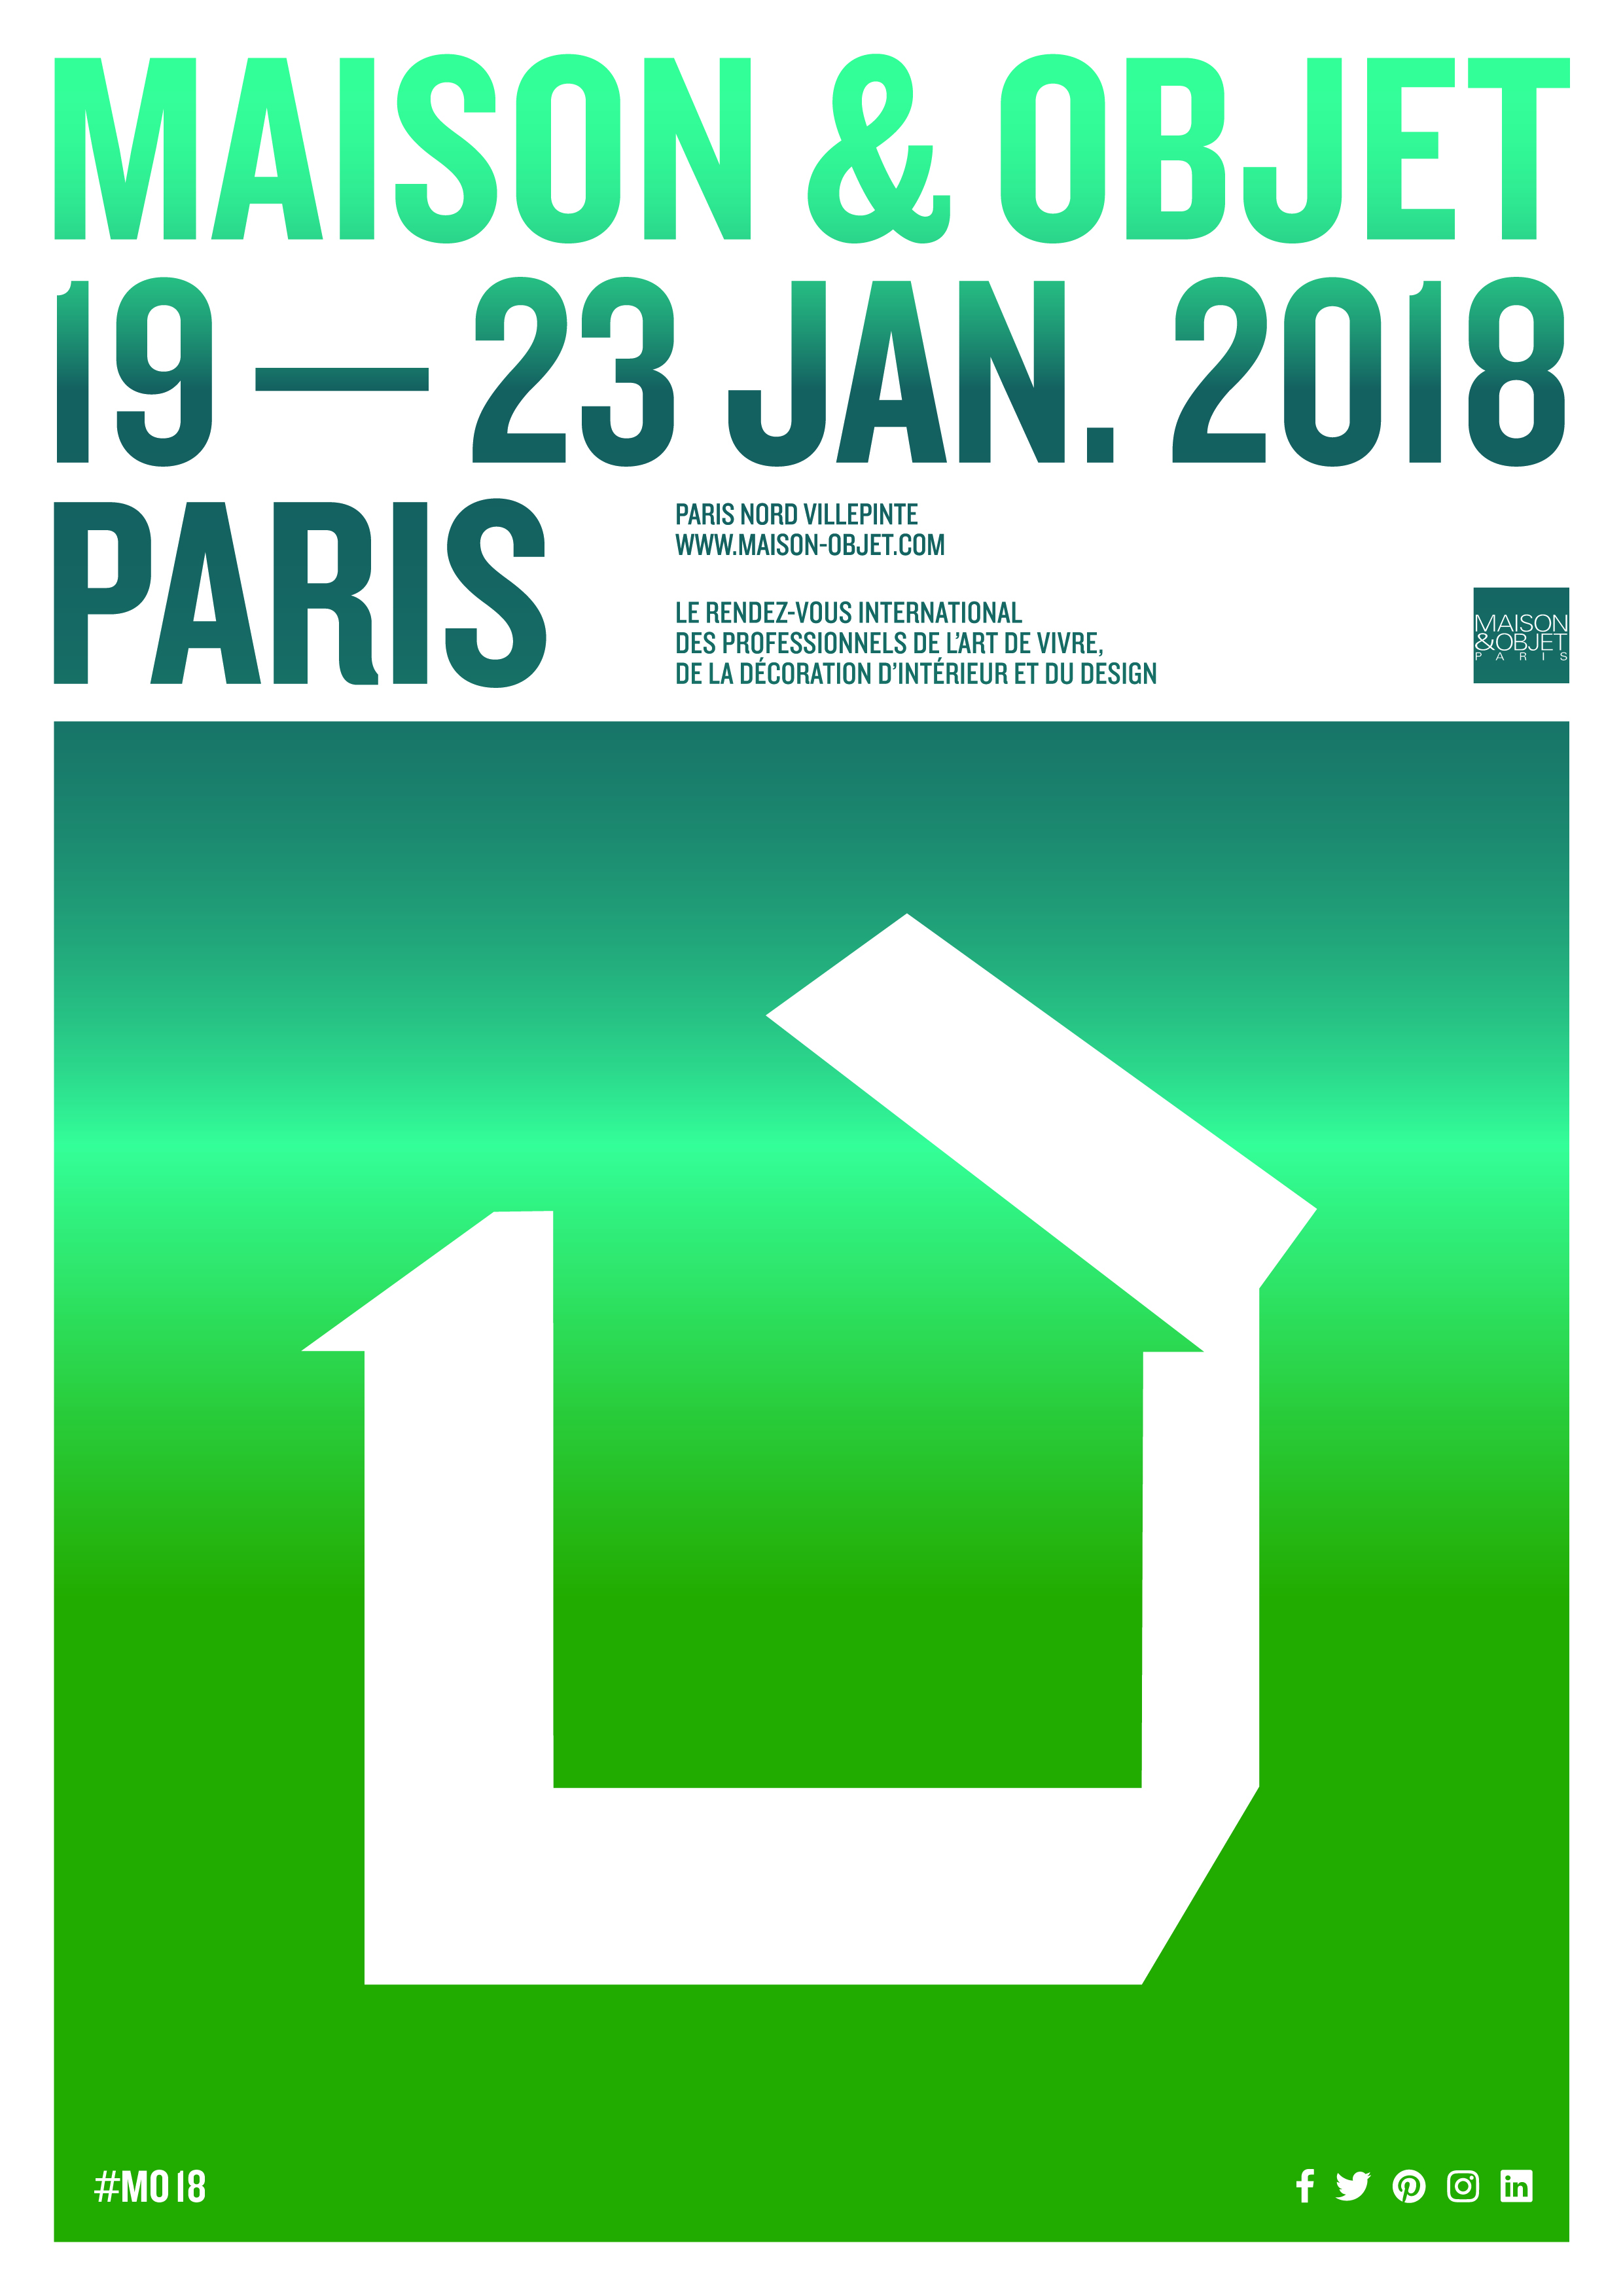 MAISON & OBJET
19 — 23 JAN. 2018
PARIS
PARIS NORD VILLEPINTE
WWW.MAISON-OBJET.COM
LE RENDEZ-VOUS INTERNATIONAL
DES PROFESSIONNELS DE L’ART DE VIVRE,
DE LA DÉCORATION D’INTÉRIEUR ET DU DESIGN
MAISON
&OBJET
PARIS
#MO18